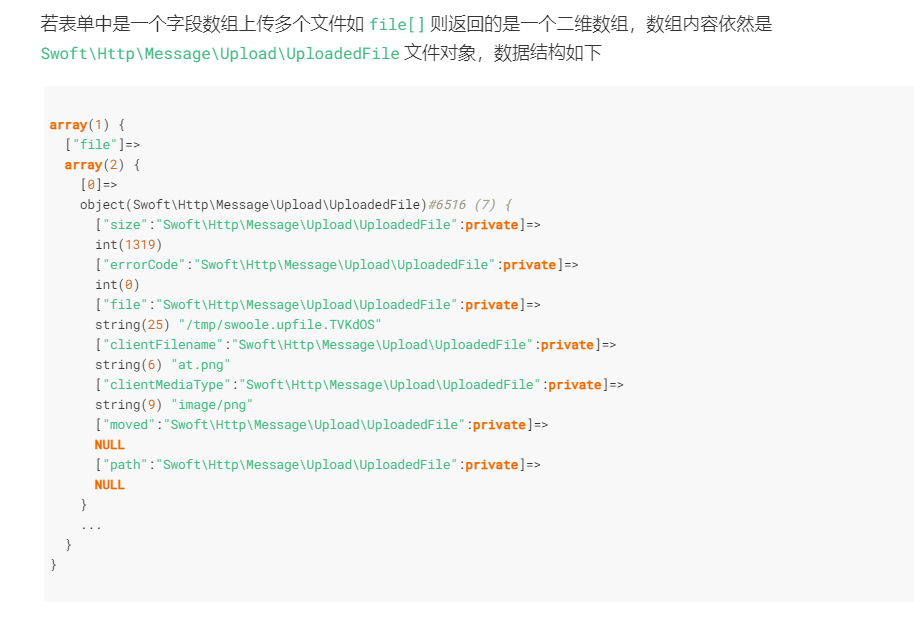 若表单中是一个字段数组上传多个文件如 file[] 则返回的是一个二维数组，数组内容依然是
Swoft\Http\Message\Upload\UploadedFile 文件对象，数据结构如下
array(1) {
  ["file"]=>
  array(2) {
    [0]=>
    object(Swoft\Http\Message\Upload\UploadedFile)#6516 (7) {
      ["size":"Swoft\Http\Message\Upload\UploadedFile":private]=>
      int(1319)
      ["errorCode":"Swoft\Http\Message\Upload\UploadedFile":private]=>
      int(0)
      ["file":"Swoft\Http\Message\Upload\UploadedFile":private]=>
      string(25) "/tmp/swoole.upfile.TVKdOS"
      ["clientFilename":"Swoft\Http\Message\Upload\UploadedFile":private]=>
      string(6) "at.png"
      ["clientMediaType":"Swoft\Http\Message\Upload\UploadedFile":private]=>
      string(9) "image/png"
      ["moved":"Swoft\Http\Message\Upload\UploadedFile":private]=>
      NULL
      ["path":"Swoft\Http\Message\Upload\UploadedFile":private]=>
      NULL
    }
    ...
  }
}